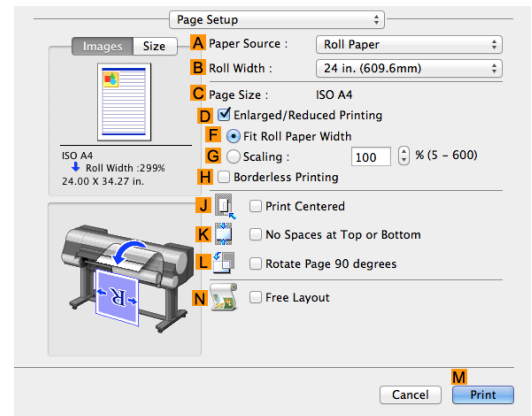 Page Setup
Images Size
A Paper Source : Roll Paper
B Roll Width : 24 in. (609.6mm)
C Page Size : ISO A4
D Enlarged/Reduced Printing
F Fit Roll Paper Width
G Scaling : 100 % (5 - 600)
H Borderless Printing
ISO A4
Roll Width :299%
24.00 X 34.27 in.
J Print Centered
K No Spaces at Top or Bottom
L Rotate Page 90 degrees
N Free Layout
R
M
Cancel Print